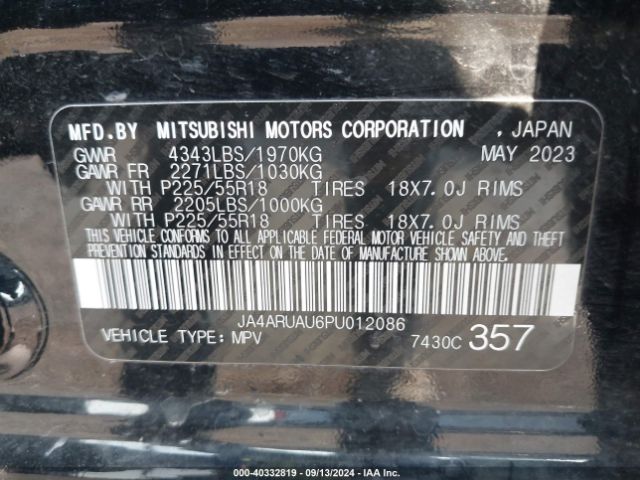 MFD.BY MITSUBISHI MOTORS CORPORATION , JAPAN
GVWR 4343LBS/1970KG MAY 2023
GAWR FR 2271LBS/1030KG
WITH P225/55R18 TIRES 18X7.0J RIMS
GAWR RR 2205LBS/1000KG
WITH P225/55R18 TIRES 18X7.0J RIMS
THIS VEHICLE CONFORMS TO ALL APPLICABLE FEDERAL MOTOR VEHICLE SAFETY AND THEFT
PREVENTION STANDARDS IN EFFECT ON THE DATE OF MANUFACTURE SHOWN ABOVE.
JA4ARUAU6PU012086
VEHICLE TYPE: MPV 7430C 357
000-40332819 - 09/13/2024 - IAA Inc.